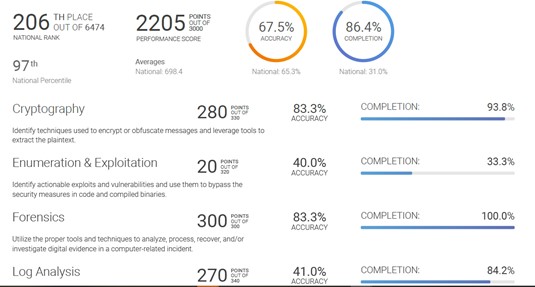 206 TH PLACE
OUT OF 6474
NATIONAL RANK
97th
National Percentile
2205 POINTS
OUT OF
3000
PERFORMANCE SCORE
Averages
National: 698.4
67.5%
ACCURACY
National: 65.3%
86.4%
COMPLETION
National: 31.0%
Cryptography
280 POINTS
OUT OF
330
83.3%
ACCURACY
COMPLETION: 93.8%
Identify techniques used to encrypt or obfuscate messages and leverage tools to
extract the plaintext.
Enumeration & Exploitation
20 POINTS
OUT OF
320
40.0%
ACCURACY
COMPLETION: 33.3%
Identify actionable exploits and vulnerabilities and use them to bypass the
security measures in code and compiled binaries.
Forensics
300 POINTS
OUT OF
300
83.3%
ACCURACY
COMPLETION: 100.0%
Utilize the proper tools and techniques to analyze, process, recover, and/or
investigate digital evidence in a computer-related incident.
Log Analysis
270 POINTS
OUT OF
340
41.0%
ACCURACY
COMPLETION: 84.2%